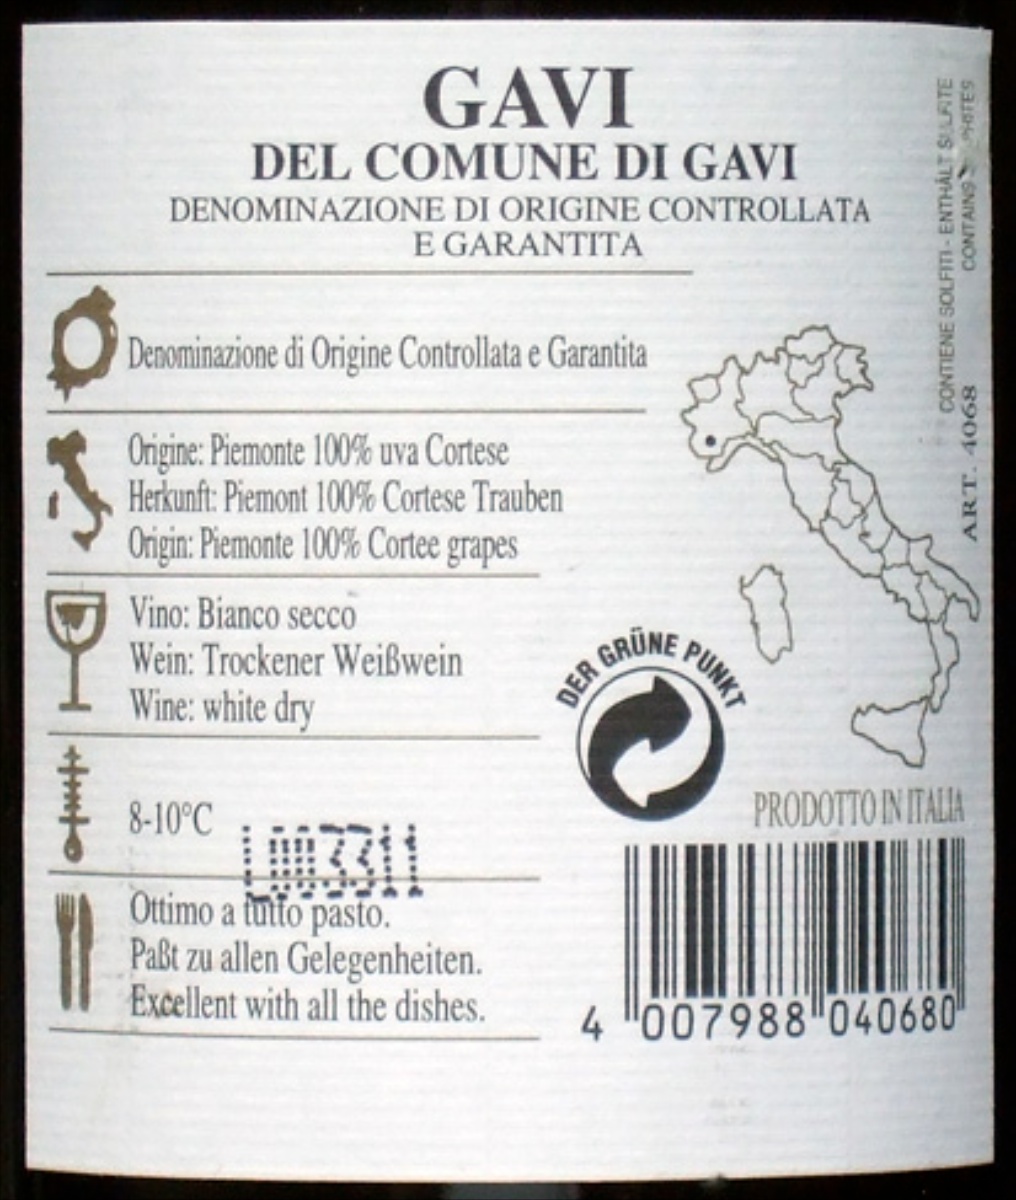 GAVI
DEL COMUNE DI GAVI
DENOMINAZIONE DI ORIGINE CONTROLLATA
E GARANTITA
CONTIENE SOLFITI - ENTHÄLT SULFITE
CONTAINS
ART. 4068
Denominazione di Origine Controllata e Garantita
Origine: Piemonte 100% uva Cortese
Herkunft: Piemont 100% Cortese Trauben
Origin: Piemonte 100% Cortee grapes
Vino: Bianco secco
Wein: Trockener Weißwein
Wine: white dry
DER GRÜNE PUNKT
8-10°C
PRODOTTO IN ITALIA
Ottimo a tutto pasto.
Paßt zu allen Gelegenheiten.
Excellent with all the dishes.
4 007988 040680